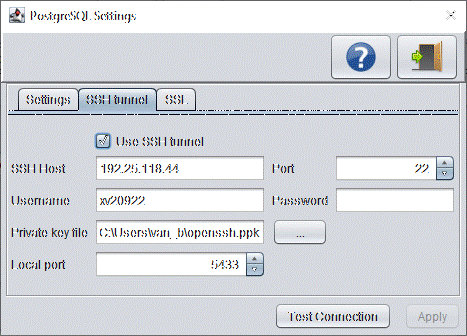 PostgreSQL Settings
Settings SSH tunnel SSL
Use SSH tunnel
SSH Host 192.25.118.44 Port 22
Username xv20922 Password
Private key file C:\Users\van_jb\openssh.ppk ...
Local port 5433
Test Connection Apply